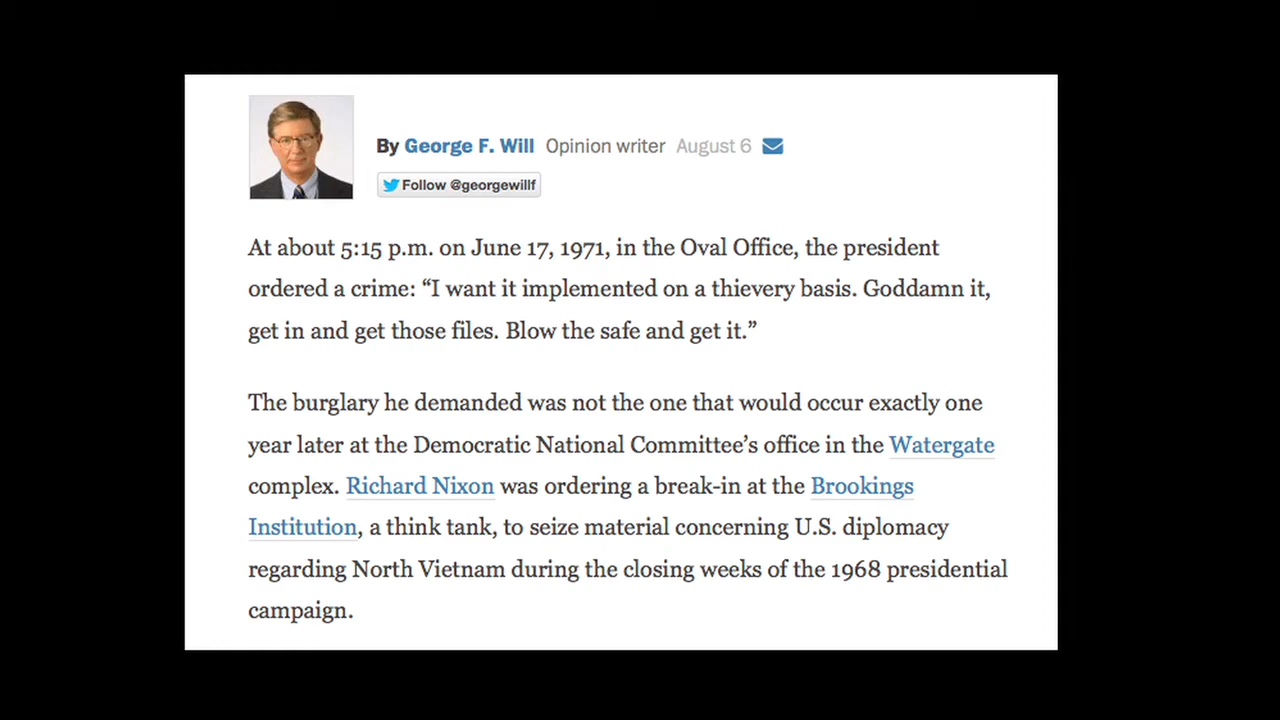 By George F. Will Opinion writer August 6
Follow @georgewillf
At about 5:15 p.m. on June 17, 1971, in the Oval Office, the president
ordered a crime: “I want it implemented on a thievery basis. Goddamn it,
get in and get those files. Blow the safe and get it.”
The burglary he demanded was not the one that would occur exactly one
year later at the Democratic National Committee’s office in the Watergate
complex. Richard Nixon was ordering a break-in at the Brookings
Institution, a think tank, to seize material concerning U.S. diplomacy
regarding North Vietnam during the closing weeks of the 1968 presidential
campaign.